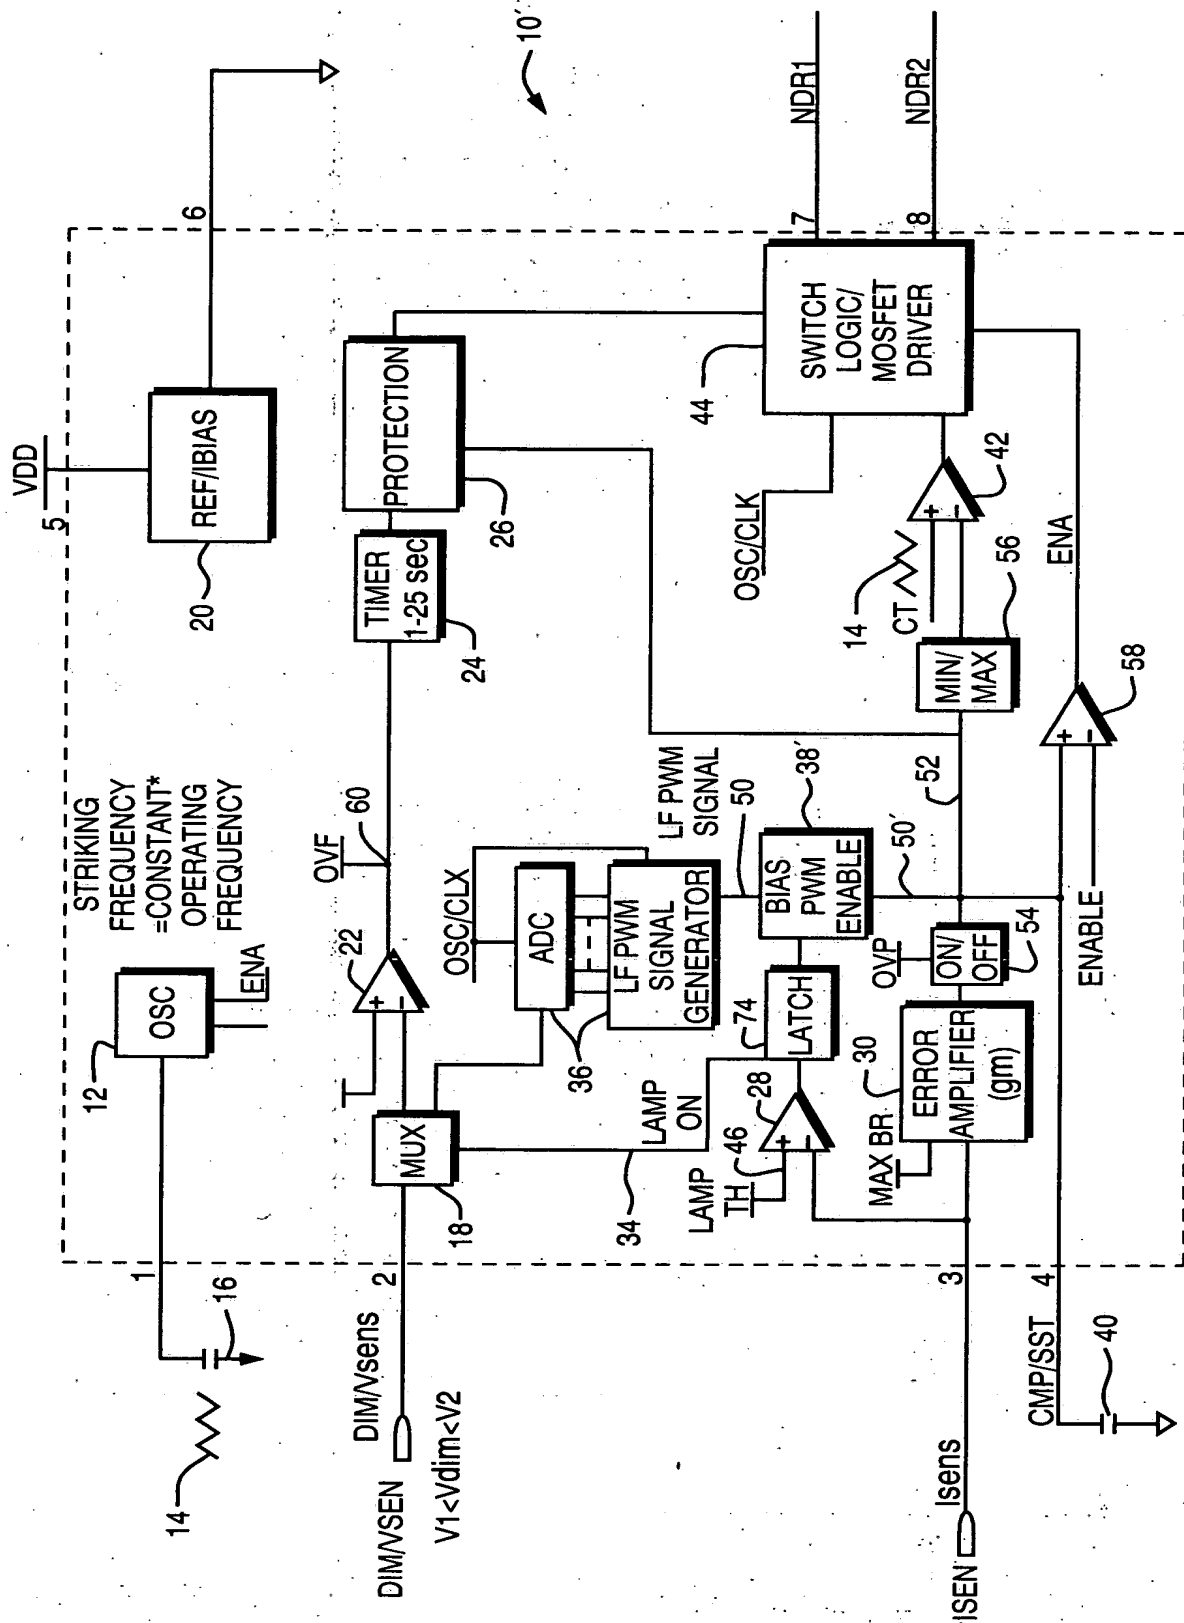 10'
VDD
5
6
REF/IBIAS
20
STRIKING
FREQUENCY
=CONSTANT*
OPERATING
FREQUENCY
OSC
12
ENA
1
16
14
DIM/VSEN
DIM/Vsens
V1<Vdim<V2
2
MUX
18
22
OVF
60
TIMER
1-25 sec
24
PROTECTION
26
OSC/CLX
ADC
36
LF PWM
SIGNAL
GENERATOR
LF PWM
SIGNAL
50
LAMP
ON
34
LAMP
TH
46
28
74
LATCH
BIAS
PWM
ENABLE
38'
50'
52
ISEN
Isens
3
MAX BR
30
ERROR
AMPLIFIER
(gm)
OVP
ON/
OFF
54
MIN/
MAX
56
14
CT
42
OSC/CLK
44
SWITCH
LOGIC/
MOSFET
DRIVER
7
NDR1
8
NDR2
CMP/SST
40
4
ENABLE
58
ENA
+
–
+
–
+
–
+
–